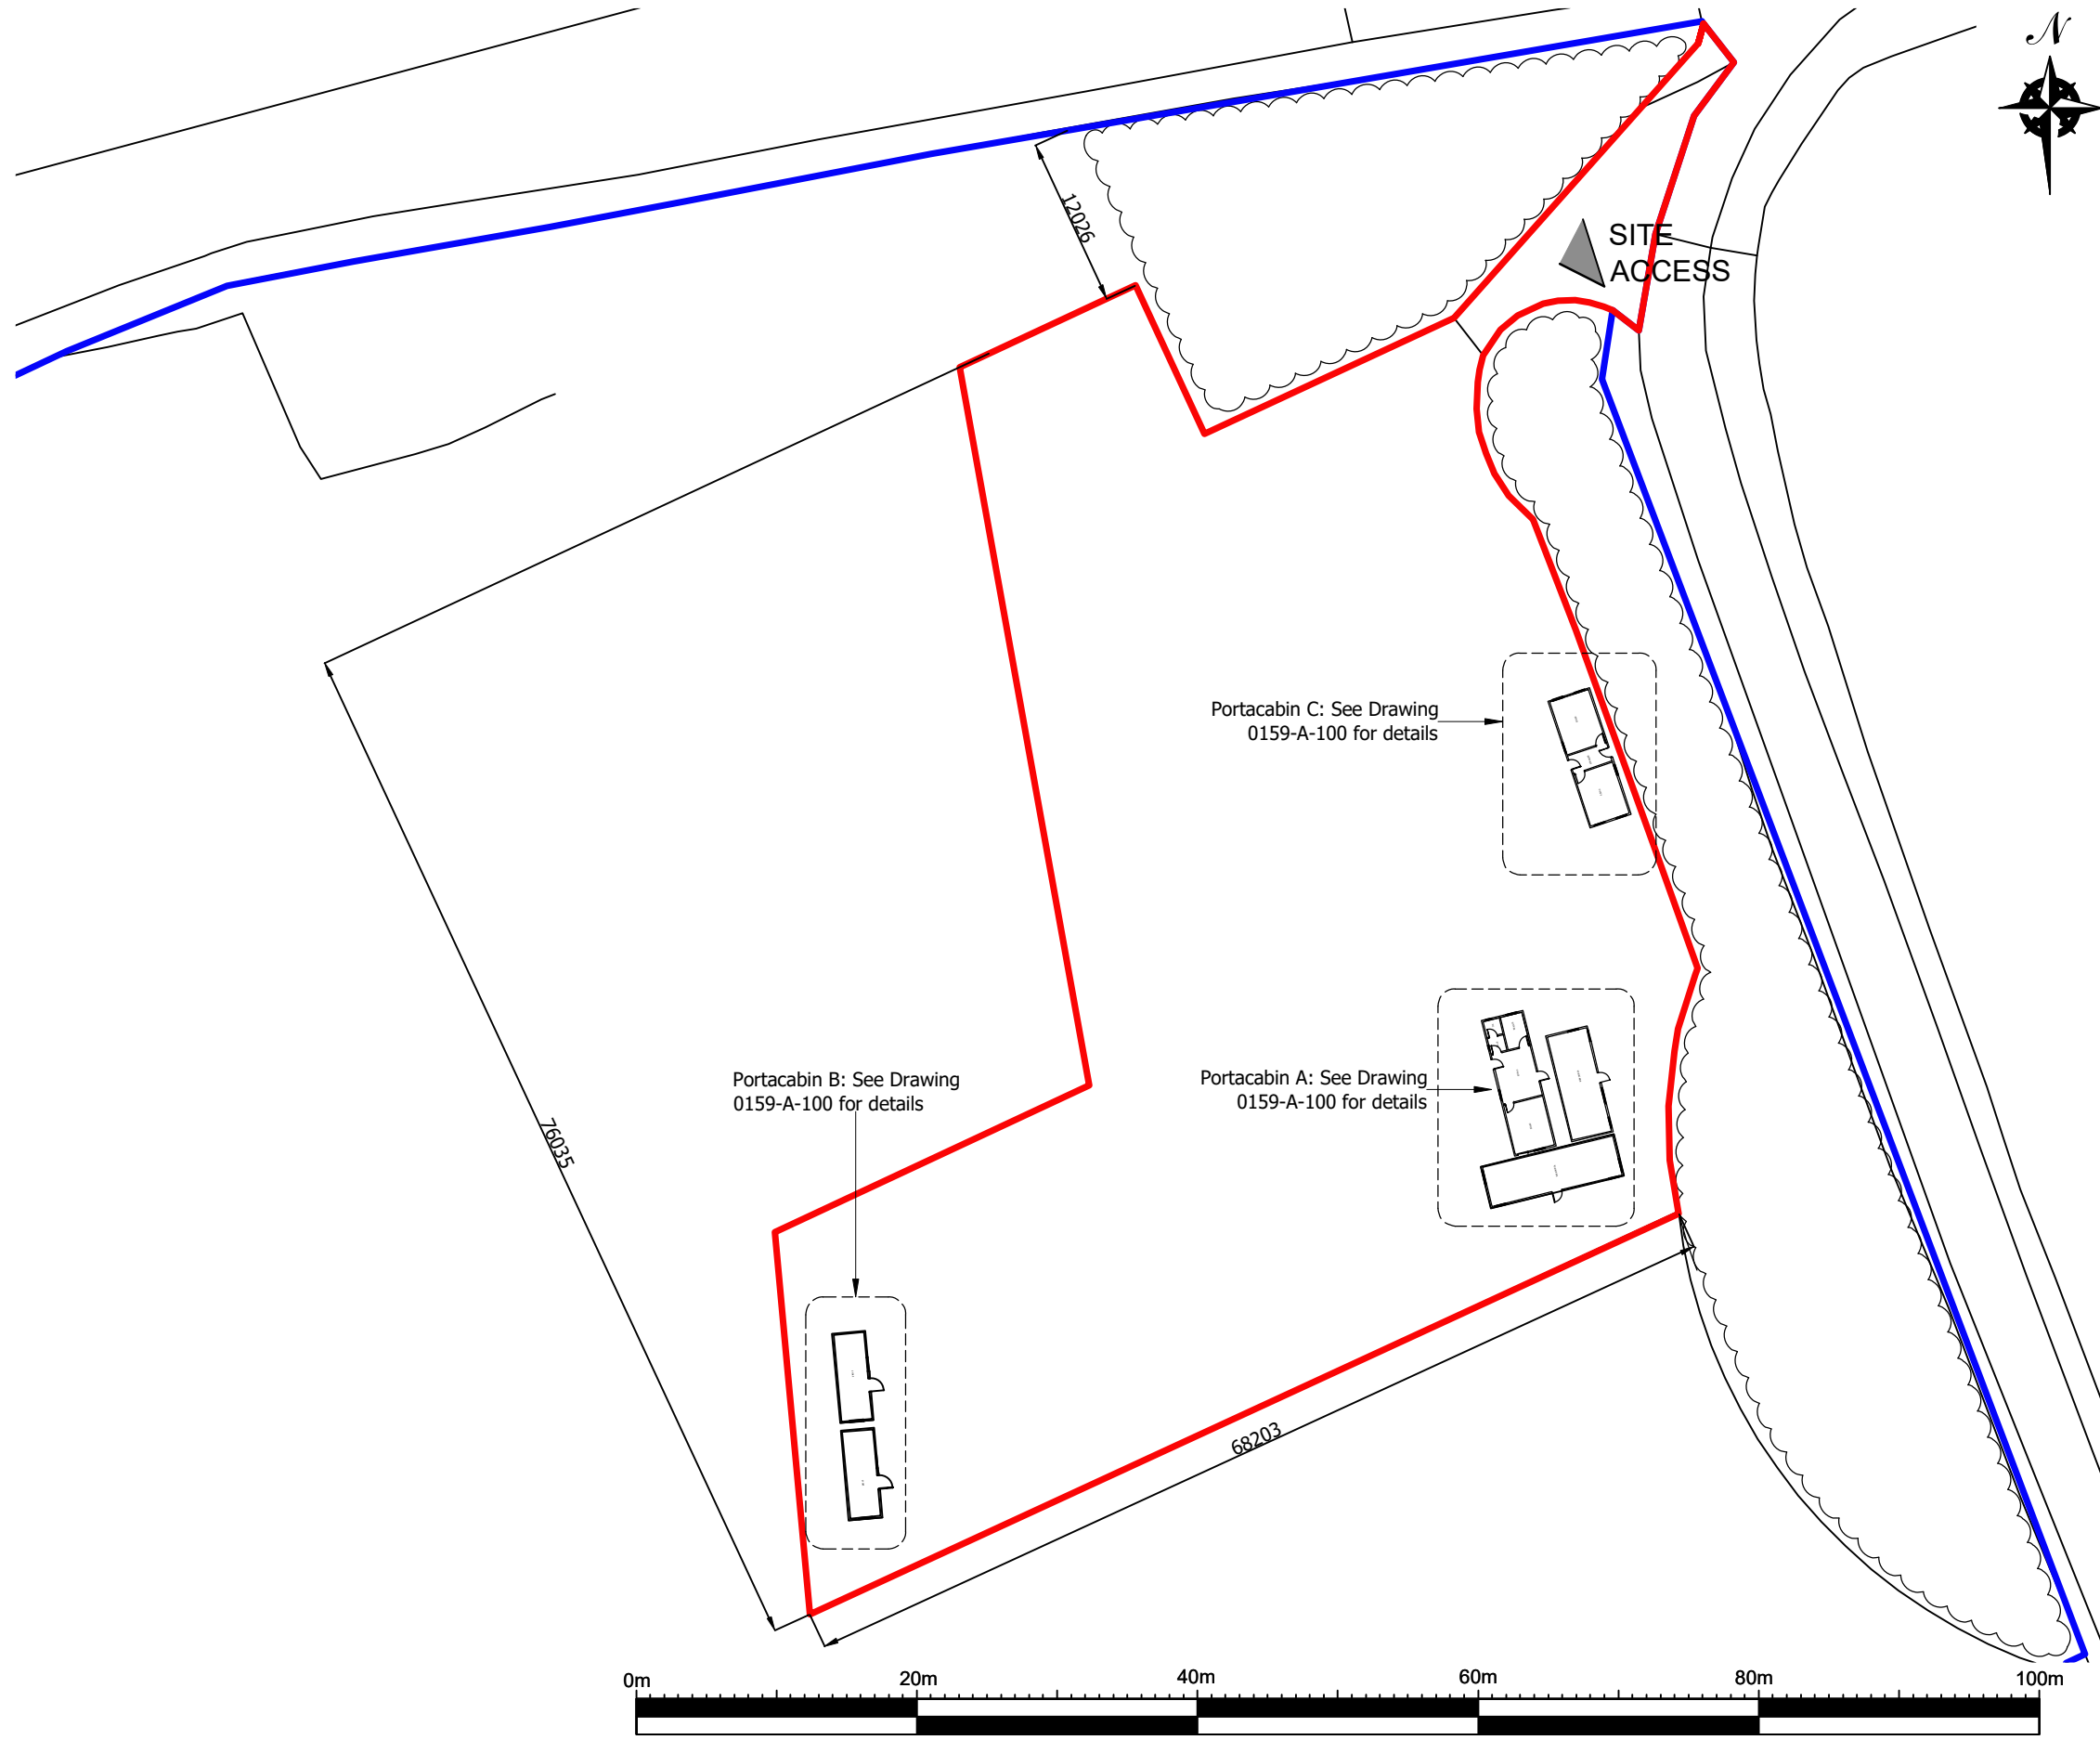 N
12026
SITE
ACCESS
Portacabin C: See Drawing
0159-A-100 for details
Portacabin B: See Drawing
0159-A-100 for details
Portacabin A: See Drawing
0159-A-100 for details
76035
68203
0m 20m 40m 60m 80m 100m